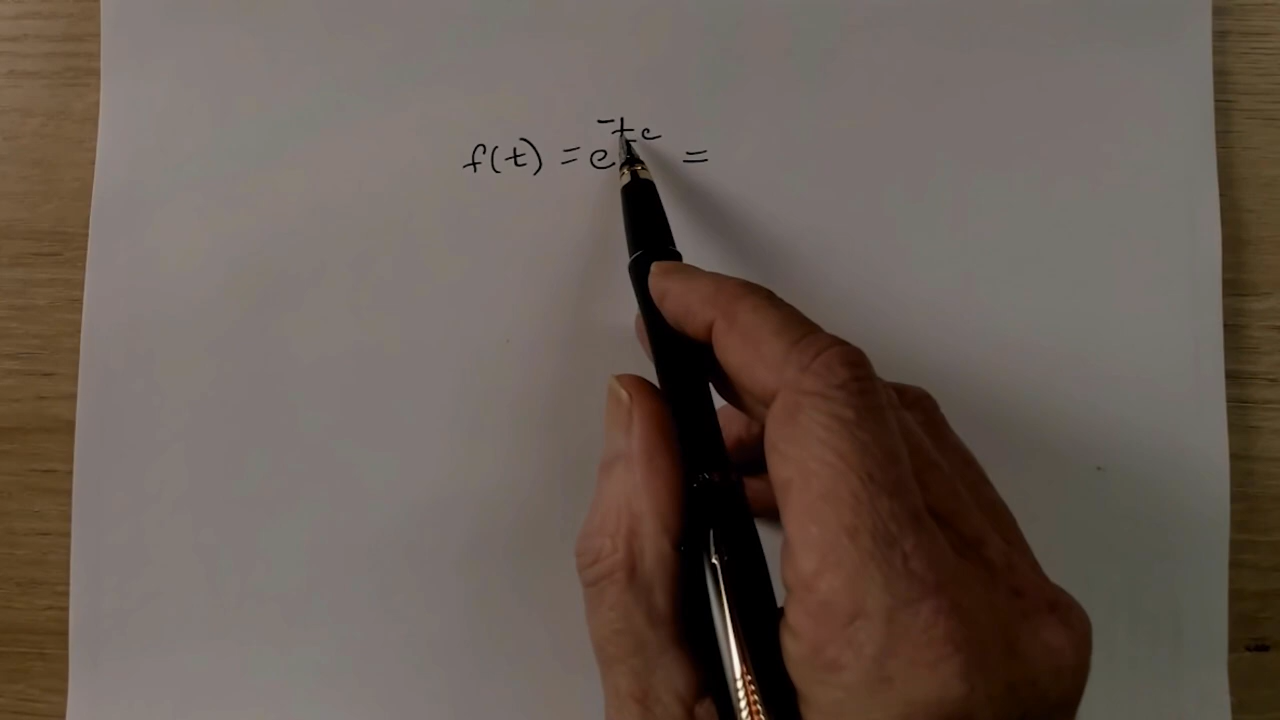 f(t) = e^{-tc} =